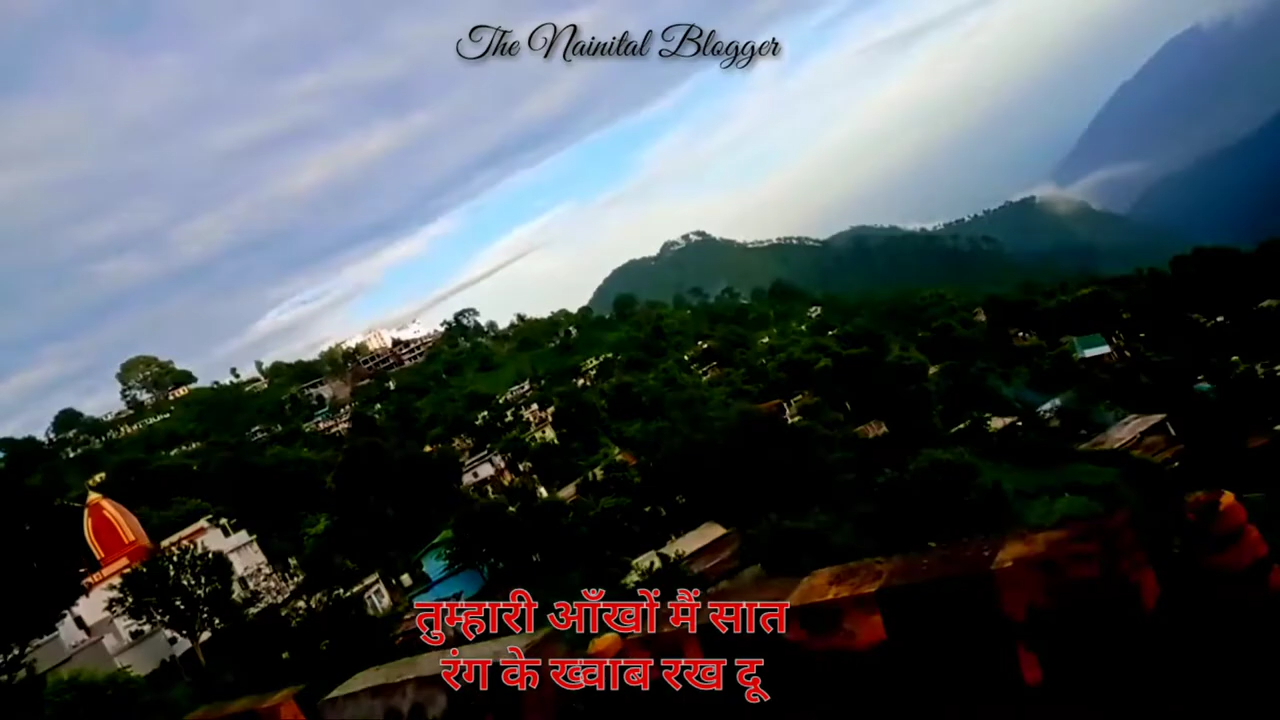 The Nainital Blogger
तुम्हारी आँखों मैं सात
रंग के ख्वाब रख दू